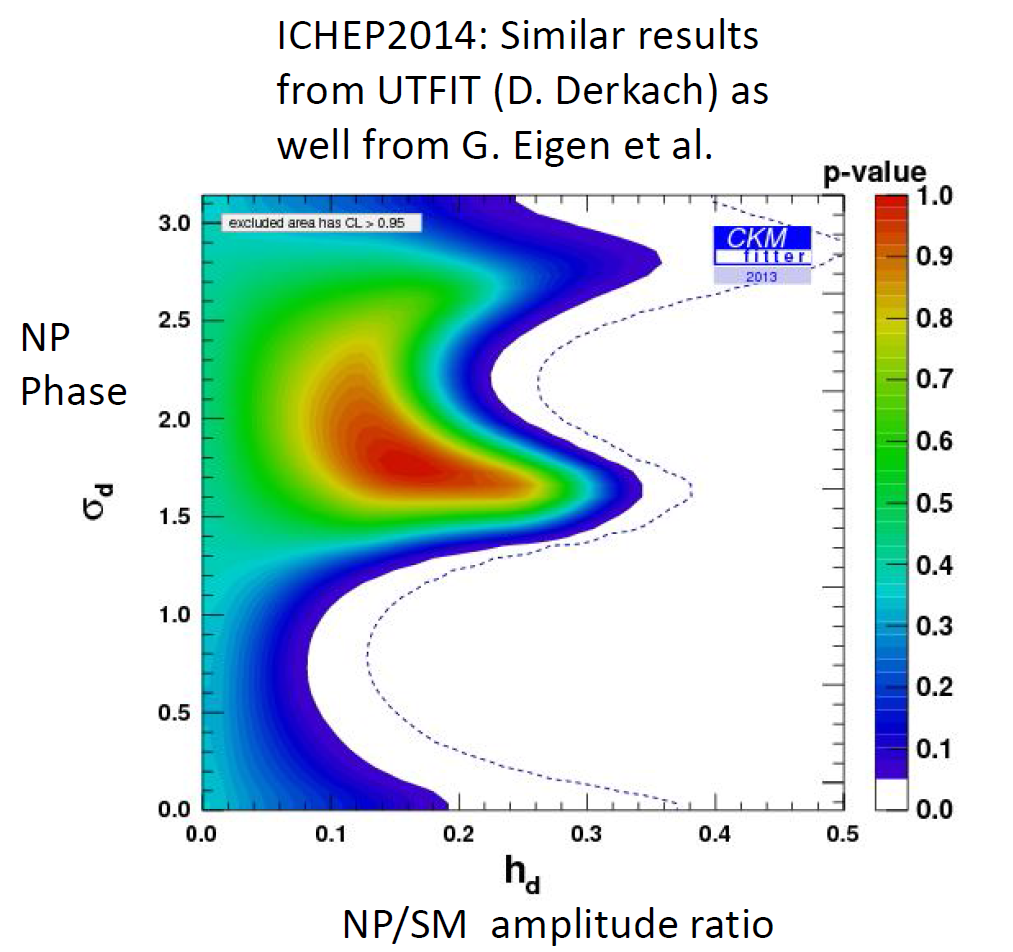 ICHEP2014: Similar results
from UTFIT (D. Derkach) as
well from G. Eigen et al.
p-value
excluded area has CL > 0.95
CKM
fitter
2013
NP
Phase
σd
3.0
2.5
2.0
1.5
1.0
0.5
0.0
1.0
0.9
0.8
0.7
0.6
0.5
0.4
0.3
0.2
0.1
0.0
0.0 0.1 0.2 0.3 0.4 0.5
hd
NP/SM amplitude ratio